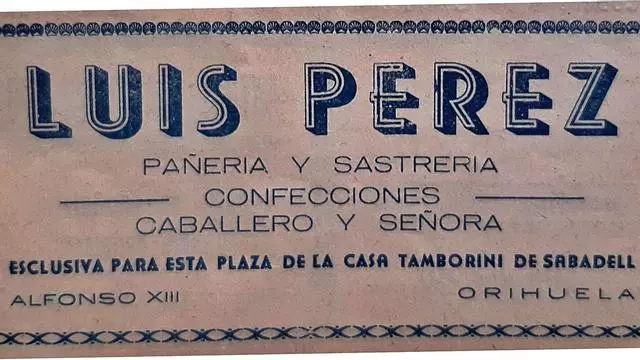 LUIS PEREZ
PAÑERIA Y SASTRERIA
CONFECCIONES
CABALLERO Y SEÑORA
ESCLUSIVA PARA ESTA PLAZA DE LA CASA TAMBORINI DE SABADELL
ALFONSO XIII ORIHUELA